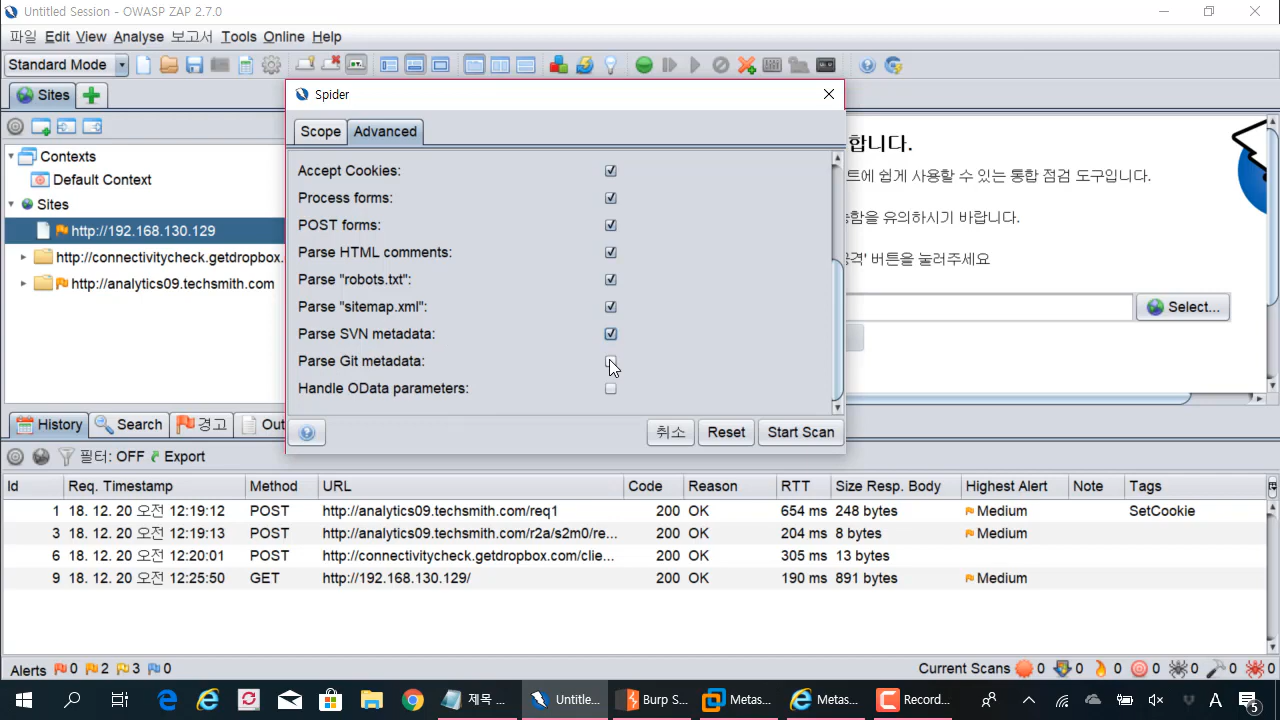 Untitled Session - OWASP ZAP 2.7.0
파일 Edit View Analyse 보고서 Tools Online Help
Standard Mode
Sites
Contexts
Default Context
Sites
http://192.168.130.129
http://connectivitycheck.getdropbox.
http://analytics09.techsmith.com
Spider
Scope Advanced
Accept Cookies:
Process forms:
POST forms:
Parse HTML comments:
Parse "robots.txt":
Parse "sitemap.xml":
Parse SVN metadata:
Parse Git metadata:
Handle OData parameters:
취소 Reset Start Scan
합니다.
트에 쉽게 사용할 수 있는 통합 점검 도구입니다.
유의하시기 바랍니다.
버튼을 눌러주세요
Select...
History Search 경고 Out
필터: OFF Export
Id Req. Timestamp Method URL Code Reason RTT Size Resp. Body Highest Alert Note Tags
1 18. 12. 20 오전 12:19:12 POST http://analytics09.techsmith.com/req1 200 OK 654 ms 248 bytes Medium SetCookie
3 18. 12. 20 오전 12:19:13 POST http://analytics09.techsmith.com/r2a/s2m0/re... 200 OK 204 ms 8 bytes Medium
6 18. 12. 20 오전 12:20:01 POST http://connectivitycheck.getdropbox.com/clie... 200 OK 305 ms 13 bytes
9 18. 12. 20 오전 12:25:50 GET http://192.168.130.129/ 200 OK 190 ms 891 bytes Medium
Alerts 0 2 3 0 Current Scans 0 0 0 0 0 0 0
제목 ... Untitle... Burp S... Metas... Metas... Record... A 5